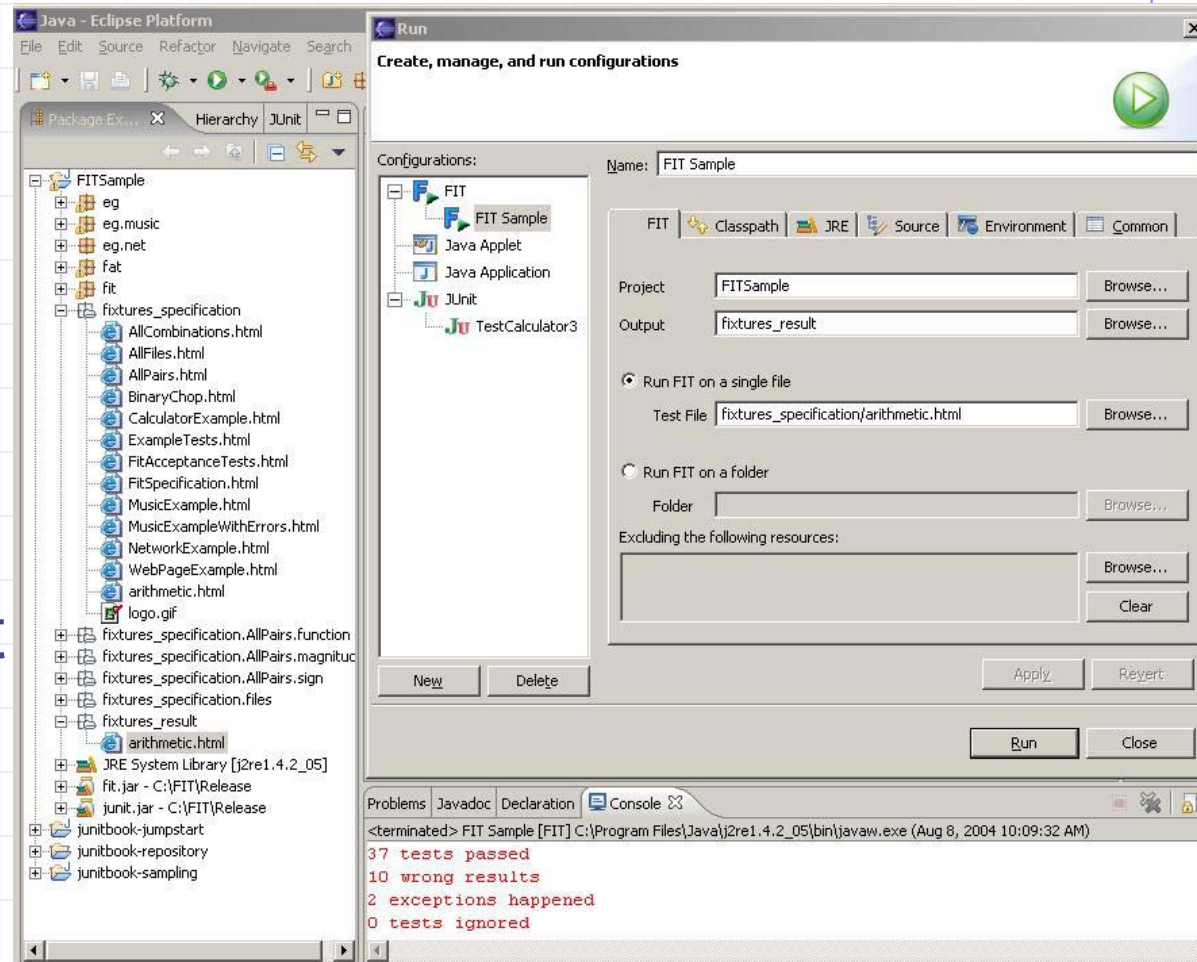 Java - Eclipse Platform
File Edit Source Refactor Navigate Search
Package Ex... Hierarchy JUnit
FITSample
eg
eg.music
eg.net
fat
fit
fixtures_specification
AllCombinations.html
AllFiles.html
AllPairs.html
BinaryChop.html
CalculatorExample.html
ExampleTests.html
FitAcceptanceTests.html
FitSpecification.html
MusicExample.html
MusicExampleWithErrors.html
NetworkExample.html
WebPageExample.html
arithmetic.html
logo.gif
fixtures_specification.AllPairs.function
fixtures_specification.AllPairs.magnituc
fixtures_specification.AllPairs.sign
fixtures_specification.files
fixtures_result
arithmetic.html
JRE System Library [j2re1.4.2_05]
fit.jar - C:\FIT\Release
junit.jar - C:\FIT\Release
junitbook-jumpstart
junitbook-repository
junitbook-sampling
Run
Create, manage, and run configurations
Configurations:
FIT
FIT Sample
Java Applet
Java Application
JUnit
TestCalculator3
New Delete
Name: FIT Sample
FIT Classpath JRE Source Environment Common
Project FITSample Browse...
Output fixtures_result Browse...
Run FIT on a single file
Test File fixtures_specification/arithmetic.html Browse...
Run FIT on a folder
Folder Browse...
Excluding the following resources:
Browse...
Clear
Apply Revert
Run Close
Problems Javadoc Declaration Console
<terminated> FIT Sample [FIT] C:\Program Files\Java\j2re1.4.2_05\bin\javaw.exe (Aug 8, 2004 10:09:32 AM)
37 tests passed
10 wrong results
2 exceptions happened
0 tests ignored